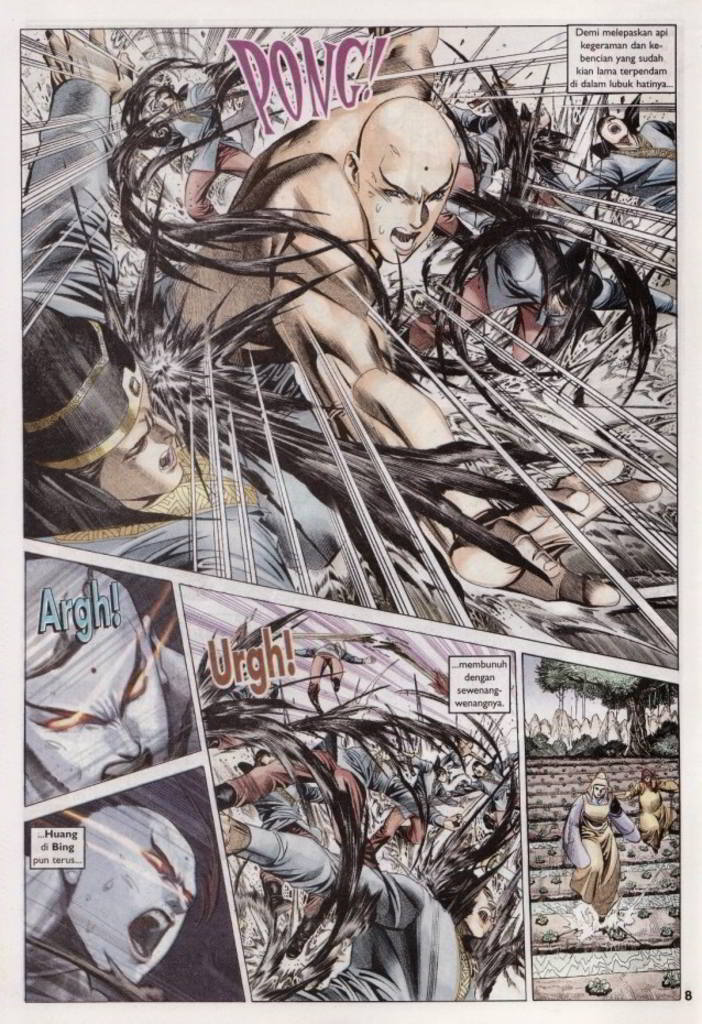 PONG!
Demi melepaskan api
kegeraman dan ke-
bencian yang sudah
kian lama terpendam
di dalam lubuk hatinya...
Argh!
...Huang
di Bing
pun terus...
Urgh!
...membunuh
dengan
sewenang-
wenangnya.
8